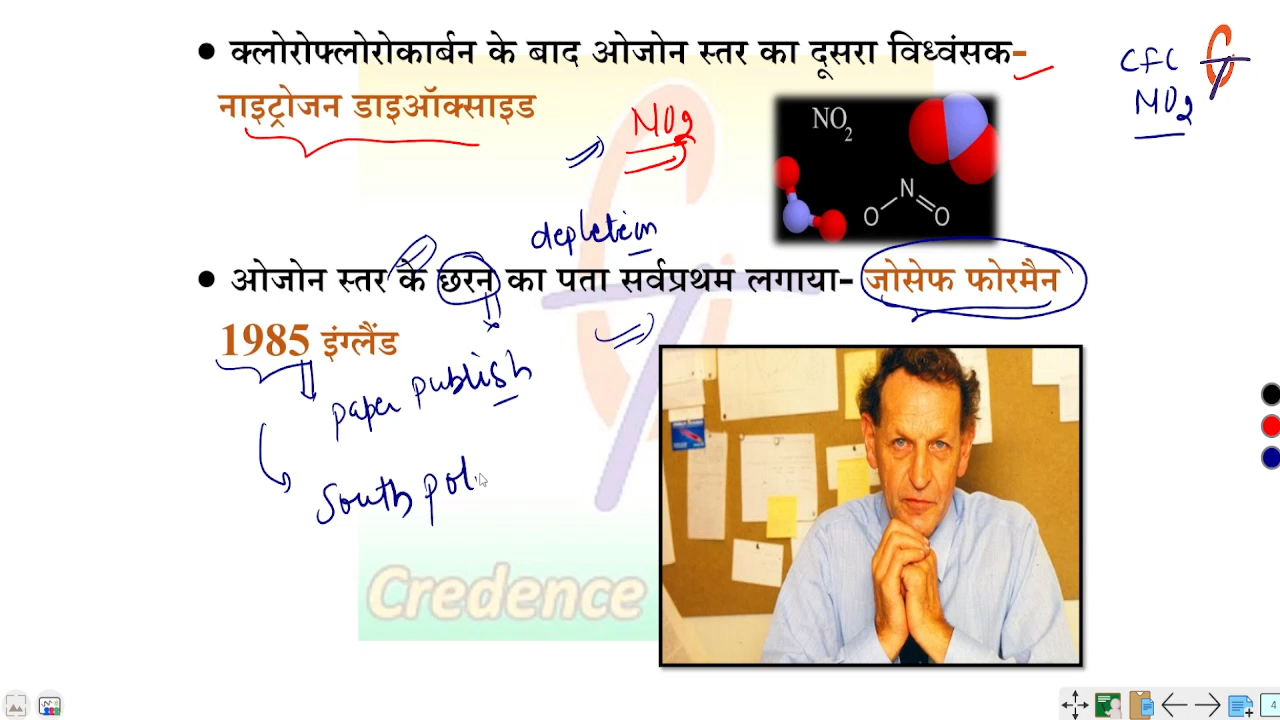 • क्लोरोफ्लोरोकार्बन के बाद ओजोन स्तर का दूसरा विध्वंसक-
नाइट्रोजन डाइऑक्साइड
CFC
NO2
NO2
NO2
N
O O
depletion
• ओजोन स्तर के छरन का पता सर्वप्रथम लगाया- जोसेफ फोरमैन
1985 इंग्लैंड
paper publish
South pol
Credence
4